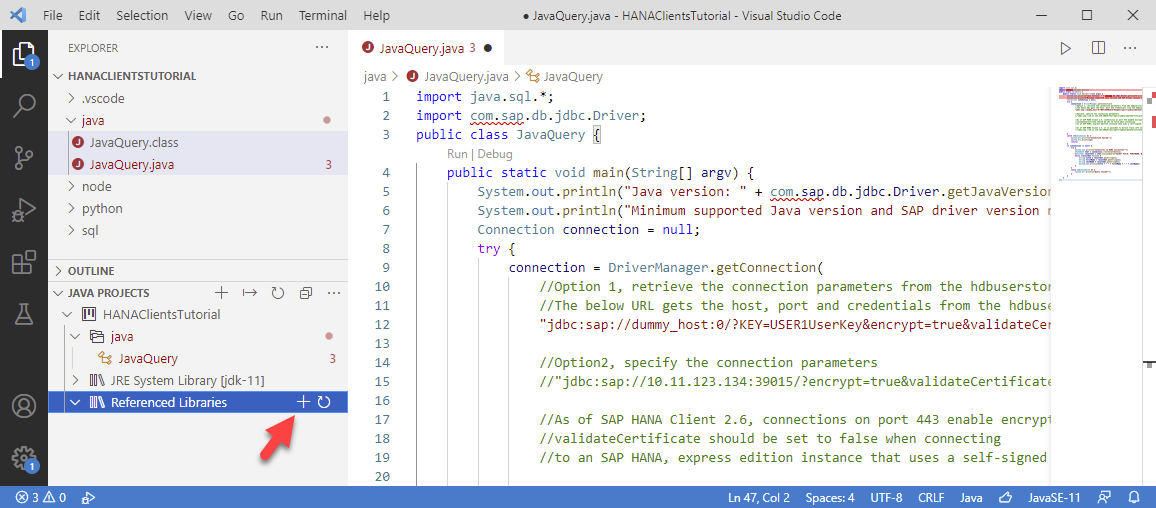 File Edit Selection View Go Run Terminal Help ● JavaQuery.java - HANAClientsTutorial - Visual Studio Code
EXPLORER ···
HANACLIENTSTUTORIAL
.vscode
java
JavaQuery.class
JavaQuery.java 3
node
python
sql
OUTLINE
JAVA PROJECTS
HANAClientsTutorial
java
JavaQuery 3
JRE System Library [jdk-11]
Referenced Libraries
1
1
JavaQuery.java 3 ●
java > JavaQuery.java > JavaQuery
1 import java.sql.*;
2 import com.sap.db.jdbc.Driver;
3 public class JavaQuery {
Run | Debug
4 public static void main(String[] argv) {
5 System.out.println("Java version: " + com.sap.db.jdbc.Driver.getJavaVersion
6 System.out.println("Minimum supported Java version and SAP driver version n
7 Connection connection = null;
8 try {
9 connection = DriverManager.getConnection(
10 //Option 1, retrieve the connection parameters from the hdbuserstor
11 //The below URL gets the host, port and credentials from the hdbuse
12 "jdbc:sap://dummy_host:0/?KEY=USER1UserKey&encrypt=true&validateCer
13
14 //Option2, specify the connection parameters
15 //"jdbc:sap://10.11.123.134:39015/?encrypt=true&validateCertificate
16
17 //As of SAP HANA Client 2.6, connections on port 443 enable encrypt
18 //validateCertificate should be set to false when connecting
19 //to an SAP HANA, express edition instance that uses a self-signed
20
3 0 Ln 47, Col 2 Spaces: 4 UTF-8 CRLF Java JavaSE-11